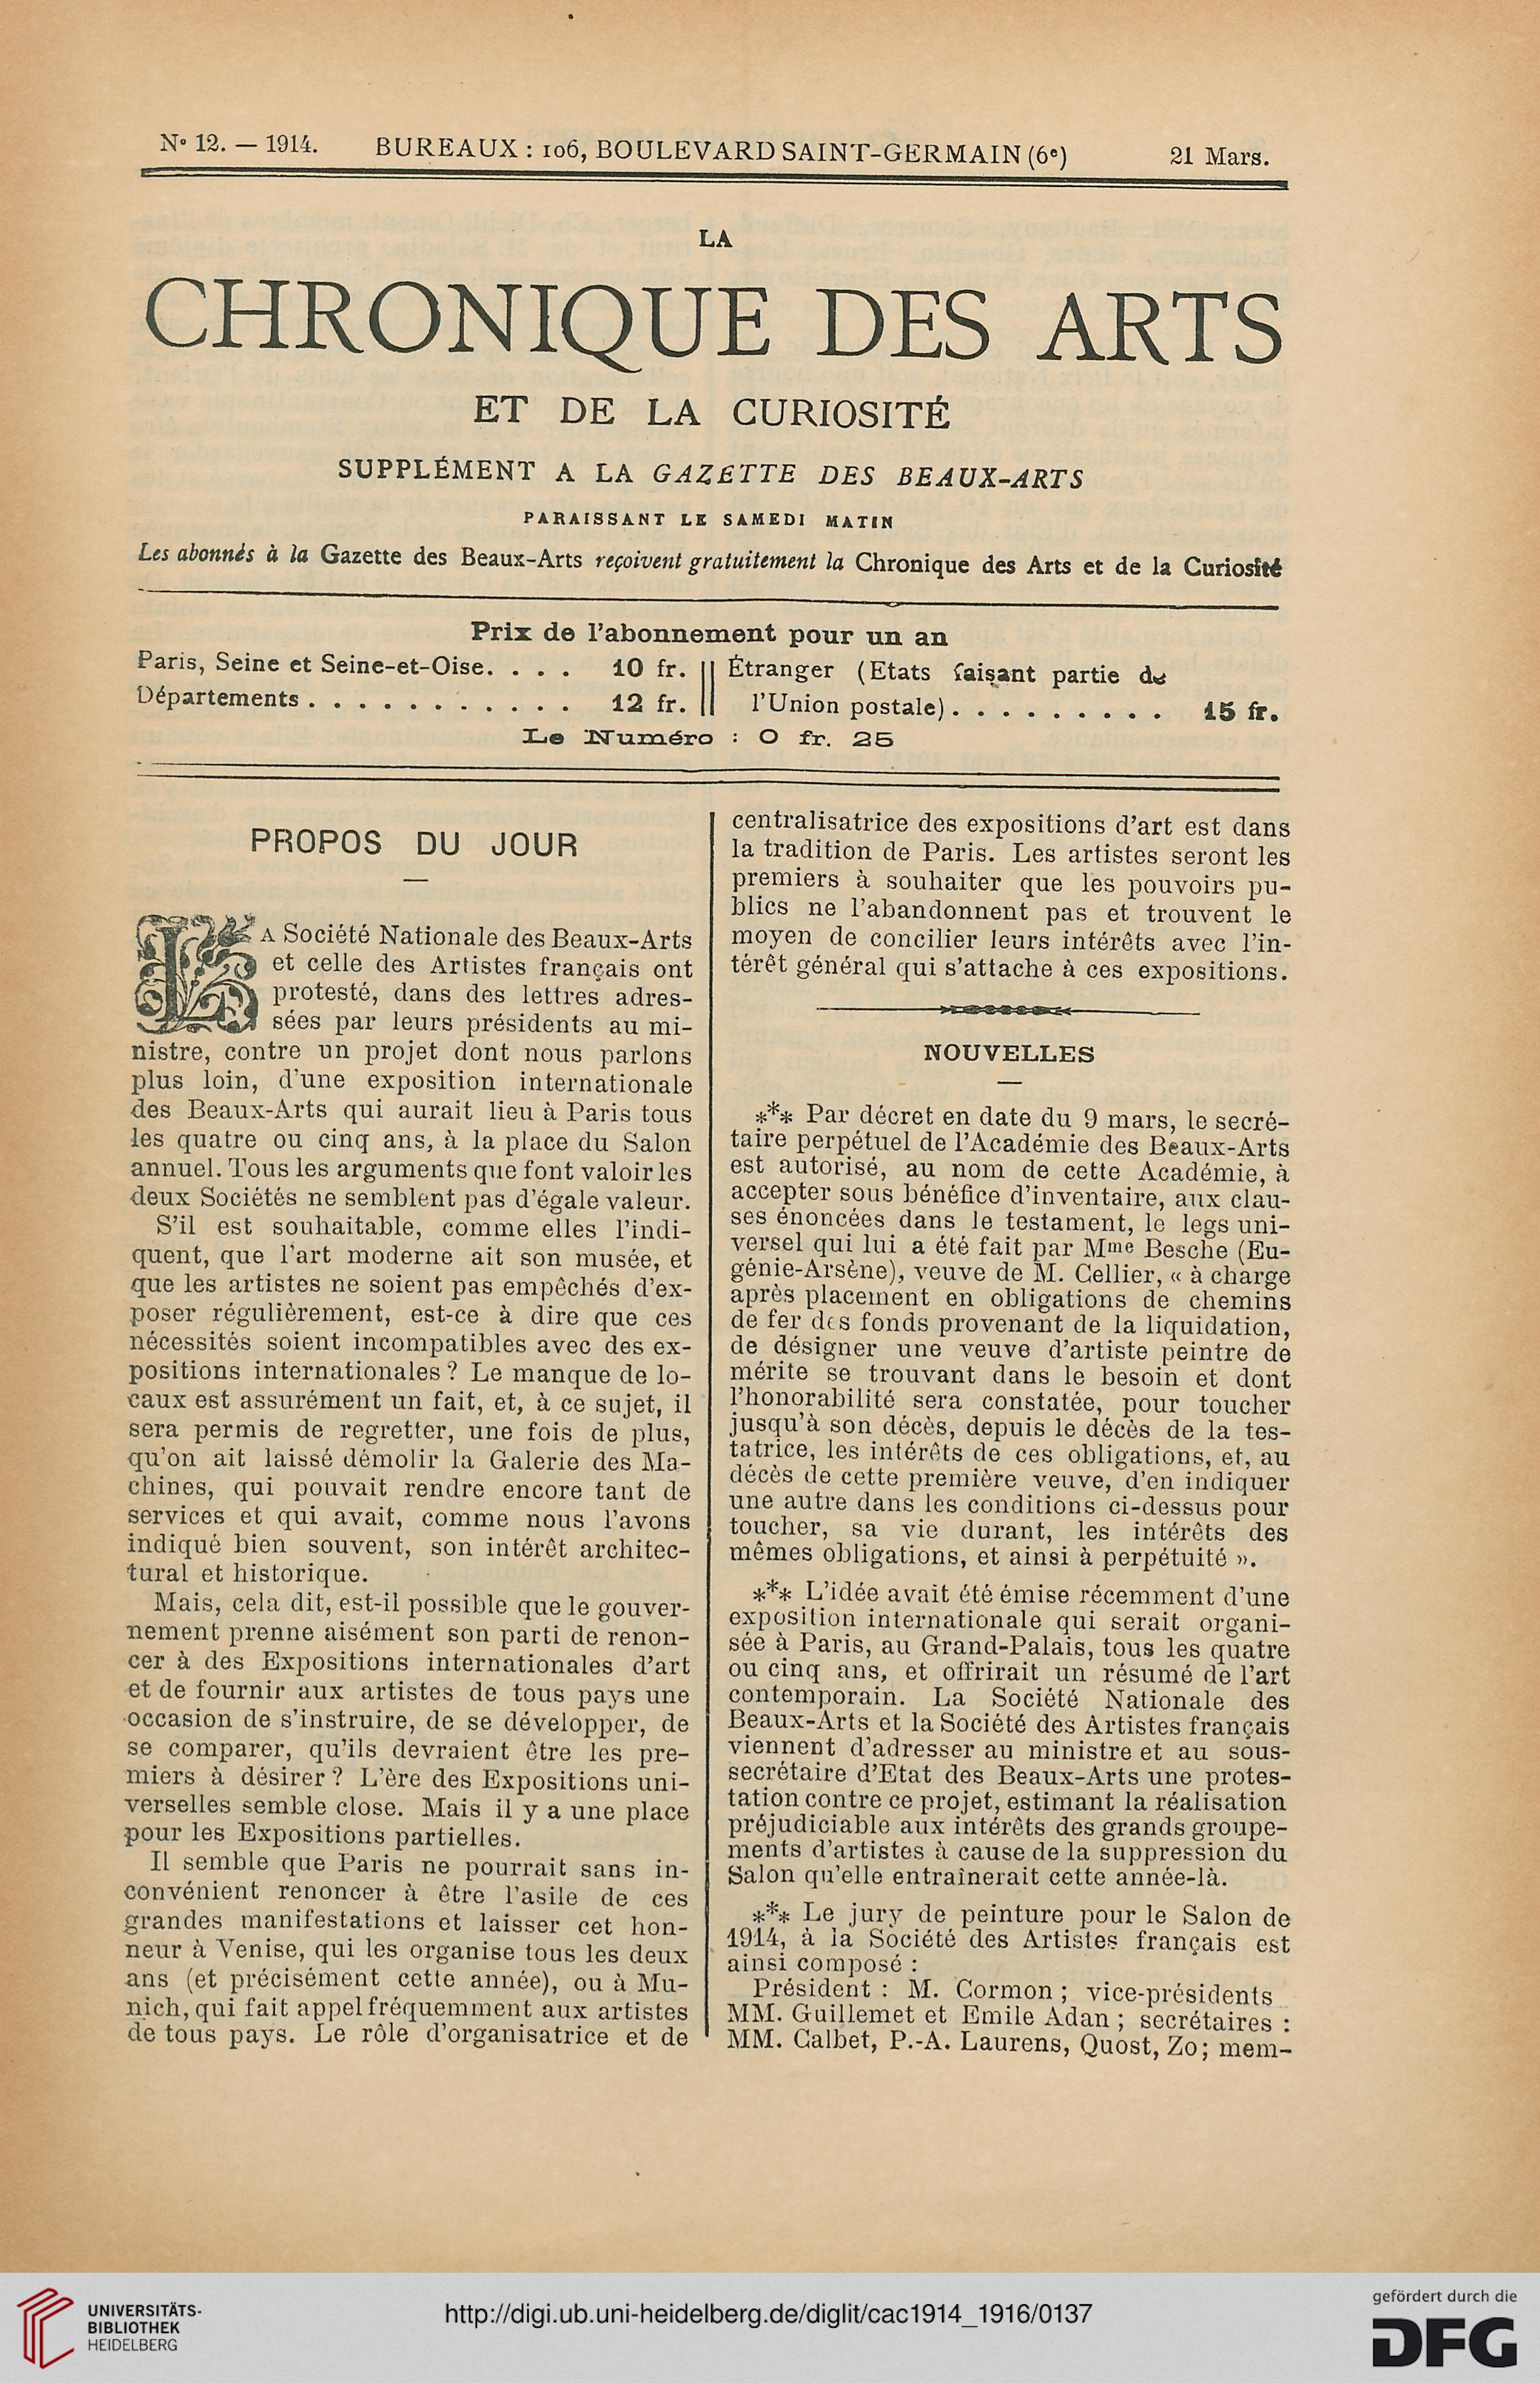 N° 12. — 1914. BUREAUX : 106, BOULEVARD SAINT-GERMAIN (6e) 21 Mars.
LA
CHRONIQUE DES ARTS
ET DE LA CURIOSITÉ
SUPPLÉMENT A LA GAZETTE DES BEAUX-ARTS
PARAISSANT LE SAMEDI MATIN
Les abonnés à la Gazette des Beaux-Arts reçoivent gratuitement la Chronique des Arts et de la Curiosité
Prix de l'abonnement pour un an
Paris, Seine et Seine-et-Oise. . . . 10 fr.
Départements . . . . . . . . . . . 12 fr.
Étranger (Etats faisant partie de
l'Union postale) . . . . . . . . . 15 fr.
Le Numéro : 0 fr. 25
PROPOS DU JOUR
LA Société Nationale des Beaux-Arts
et celle des Artistes français ont
protesté, dans des lettres adres-
sées par leurs présidents au mi-
nistre, contre un projet dont nous parlons
plus loin, d'une exposition internationale
des Beaux-Arts qui aurait lieu à Paris tous
les quatre ou cinq ans, à la place du Salon
annuel. Tous les arguments que font valoir les
deux Sociétés ne semblent pas d'égale valeur.
S'il est souhaitable, comme elles l'indi-
quent, que l'art moderne ait son musée, et
que les artistes ne soient pas empêchés d'ex-
poser régulièrement, est-ce à dire que ces
nécessités soient incompatibles avec des ex-
positions internationales ? Le manque de lo-
caux est assurément un fait, et, à ce sujet, il
sera permis de regretter, une fois de plus,
qu'on ait laissé démolir la Galerie des Ma-
chines, qui pouvait rendre encore tant de
services et qui avait, comme nous l'avons
indiqué bien souvent, son intérêt architec-
tural et historique.
Mais, cela dit, est-il possible que le gouver-
nement prenne aisément son parti de renon-
cer à des Expositions internationales d'art
et de fournir aux artistes de tous pays une
occasion de s'instruire, de se développer, de
se comparer, qu'ils devraient être les pre-
miers à désirer ? L'ère des Expositions uni-
verselles semble close. Mais il y a une place
pour les Expositions partielles.
Il semble que Paris ne pourrait sans in-
convénient renoncer à être l'asile de ces
grandes manifestations et laisser cet hon-
neur à Venise, qui les organise tous les deux
ans (et précisément cette année), ou à Mu-
nich, qui fait appel fréquemment aux artistes
de tous pays. Le rôle d'organisatrice et de
centralisatrice des expositions d'art est dans
la tradition de Paris. Les artistes seront les
premiers à souhaiter que les pouvoirs pu-
blics ne l'abandonnent pas et trouvent le
moyen de concilier leurs intérêts avec l'in-
térêt général qui s'attache à ces expositions.
NOUVELLES
*** Par décret en date du 9 mars, le secré-
taire perpétuel de l'Académie des Beaux-Arts
est autorisé, au nom de cette Académie, à
accepter sous bénéfice d'inventaire, aux clau-
ses énoncées dans le testament, le legs uni-
versel qui lui a été fait par Mme Besche (Eu-
génie-Arsène), veuve de M. Cellier, « à charge
après placement en obligations de chemins
de fer des fonds provenant de la liquidation,
de désigner une veuve d'artiste peintre de
mérite se trouvant dans le besoin et dont
l'honorabilité sera constatée, pour toucher
jusqu'à son décès, depuis le décès de la tes-
tatrice, les intérêts de ces obligations, et, au
décès de cette première veuve, d'en indiquer
une autre dans les conditions ci-dessus pour
toucher, sa vie durant, les intérêts des
mêmes obligations, et ainsi à perpétuité ».
*** L'idée avait été émise récemment d'une
exposition internationale qui serait organi-
sée à Paris, au Grand-Palais, tous les quatre
ou cinq ans, et offrirait un résumé de l'art
contemporain. La Société Nationale des
Beaux-Arts et la Société des Artistes français
viennent d'adresser au ministre et au sous-
secrétaire d'Etat des Beaux-Arts une protes-
tation contre ce projet, estimant la réalisation
préjudiciable aux intérêts des grands groupe-
ments d'artistes à cause de la suppression du
Salon qu'elle entraînerait cette année-là.
*** Le jury de peinture pour le Salon de
1914, à la Société des Artistes français est
ainsi composé :
Président : M. Cormon ; vice-présidents
MM. Guillemet et Emile Adan ; secrétaires :
MM. Calbet, P.-A. Laurens, Quost, Zo ; mem-
UNIVERSITÄTS-
BIBLIOTHEK
HEIDELBERG
http://digi.ub.uni-heidelberg.de/diglit/cac1914_1916/0137
gefördert durch die
DFG